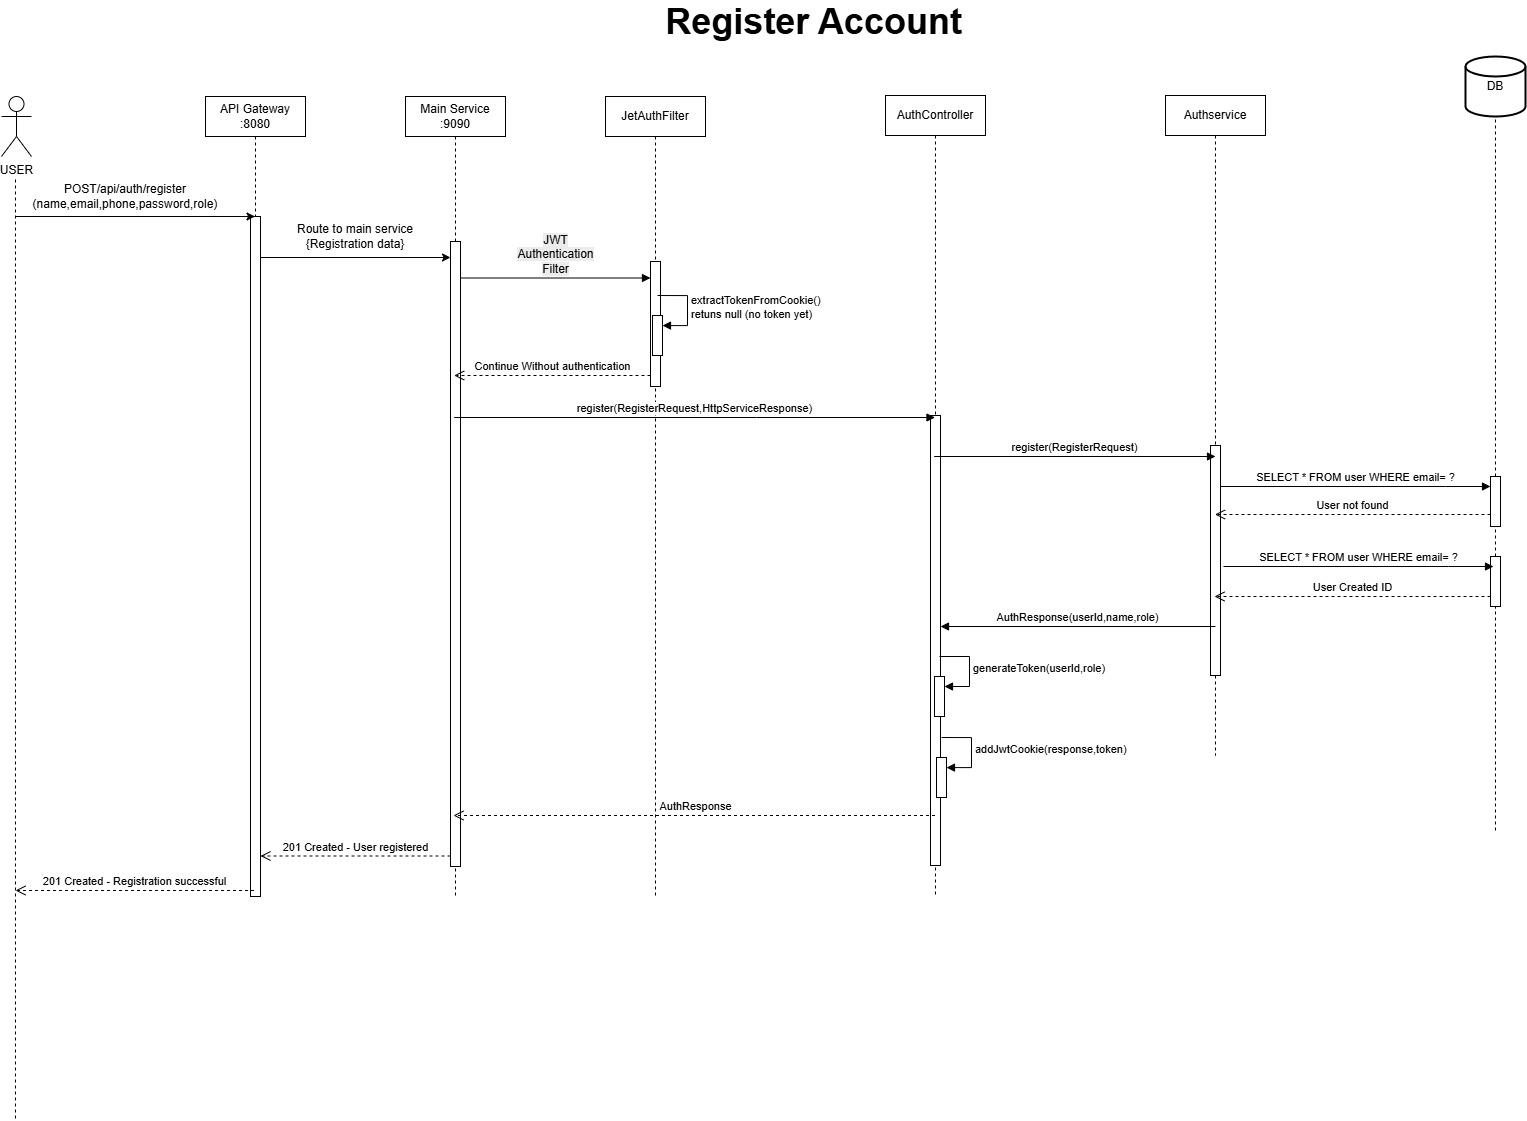 Register Account
DB
API Gateway
:8080
Main Service
:9090
JetAuthFilter
AuthController
Authservice
USER
POST/api/auth/register
(name,email,phone,password,role)
Route to main service
{Registration data}
JWT
Authentication
Filter
extractTokenFromCookie()
retuns null (no token yet)
Continue Without authentication
register(RegisterRequest,HttpServiceResponse)
register(RegisterRequest)
SELECT * FROM user WHERE email= ?
User not found
SELECT * FROM user WHERE email= ?
User Created ID
AuthResponse(userId,name,role)
generateToken(userId,role)
addJwtCookie(response,token)
AuthResponse
201 Created - User registered
201 Created - Registration successful